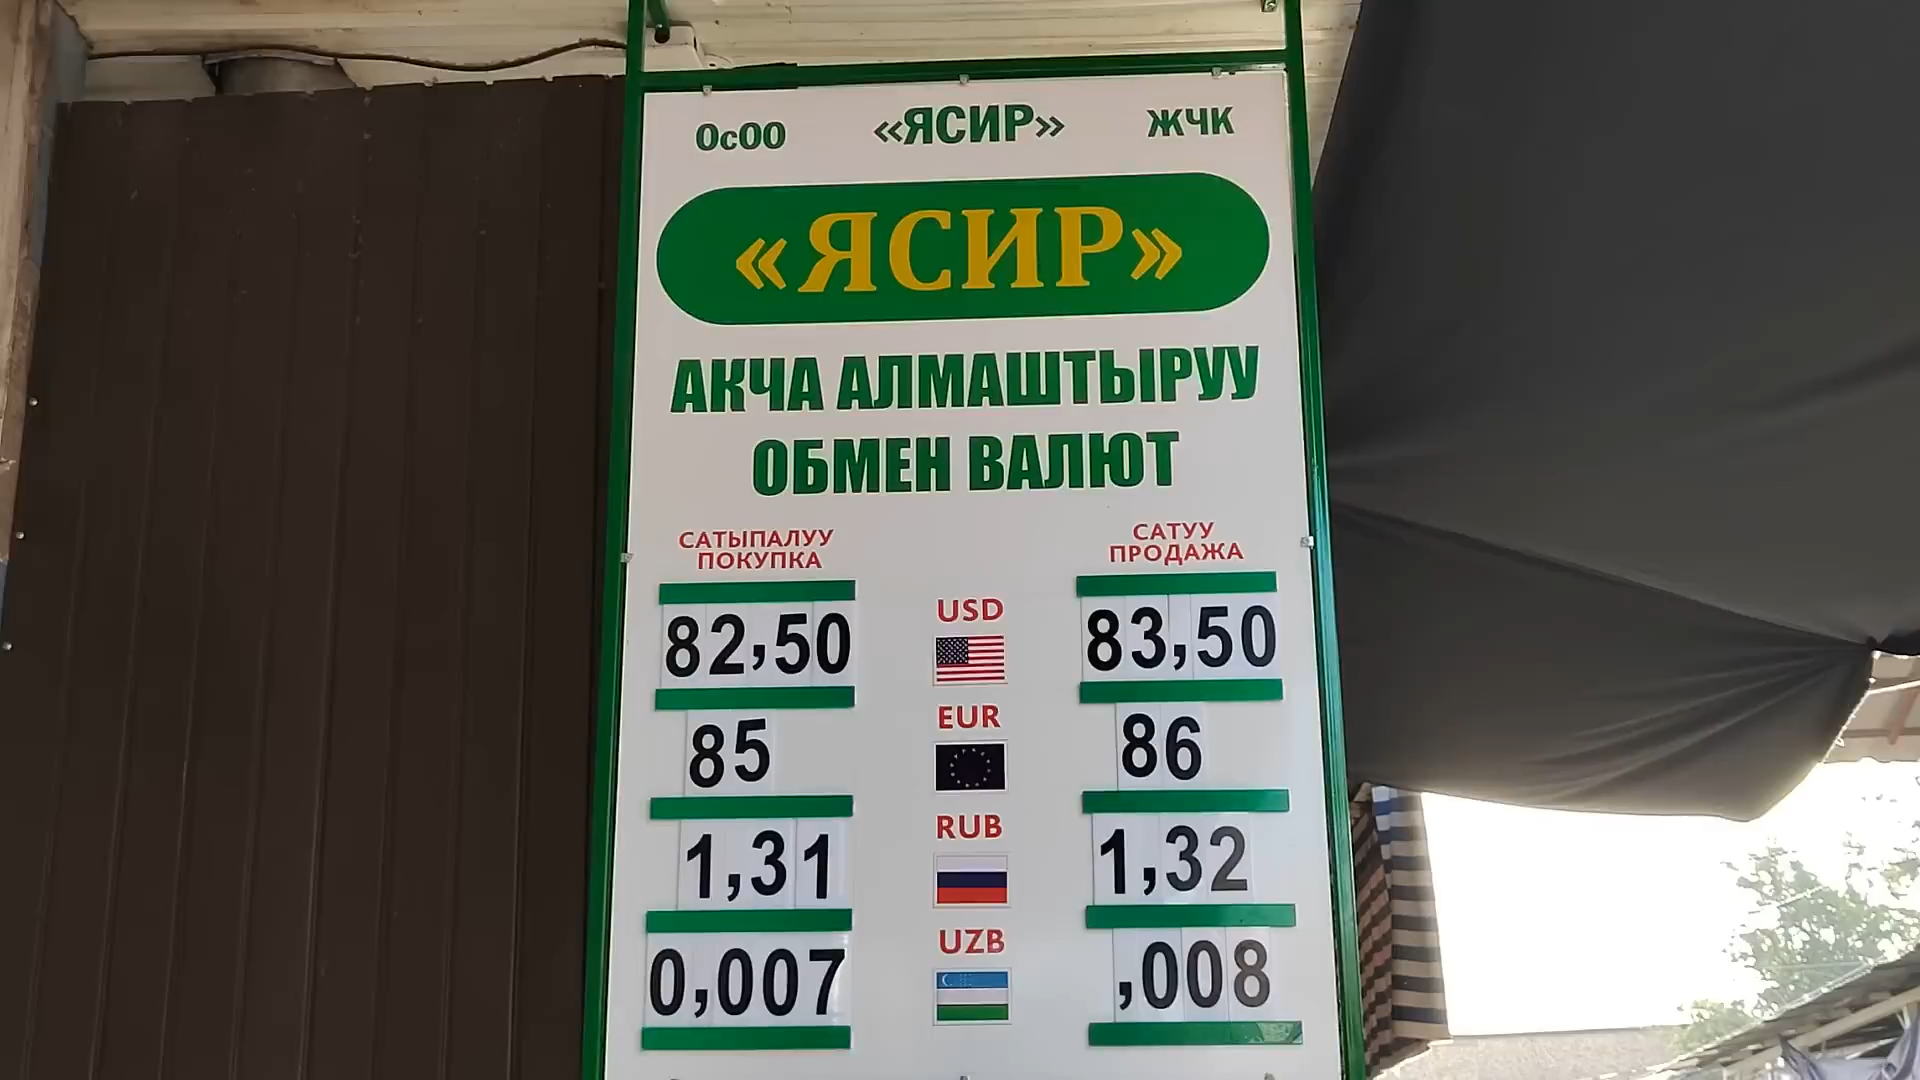 ОсОО «ЯСИР» ЖЧК
«ЯСИР»
АКЧА АЛМАШТЫРУУ
ОБМЕН ВАЛЮТ
САТЫПАЛУУ САТУУ
ПОКУПКА ПРОДАЖА
82,50 USD 83,50
85 EUR 86
1,31 RUB 1,32
0,007 UZB ,008